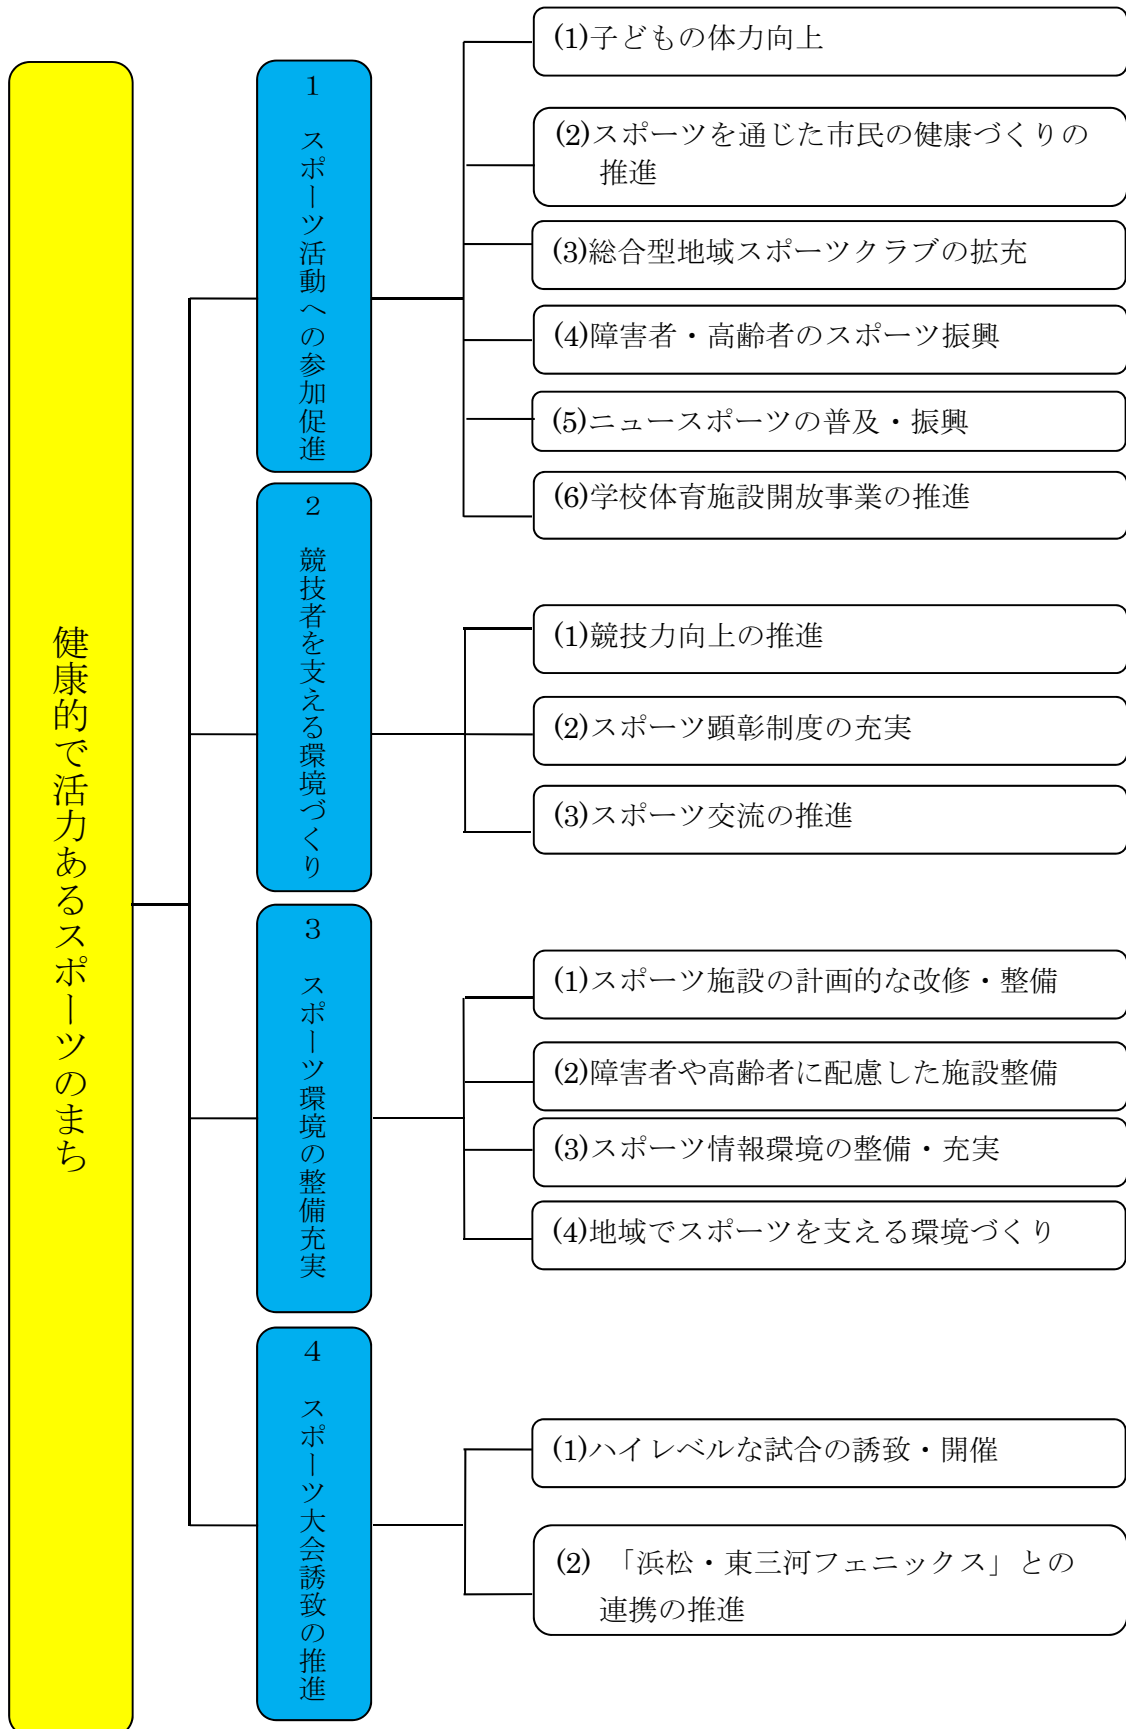 健康的で活力あるスポーツのまち
１　スポーツ活動への参加促進
(1)子どもの体力向上
(2)スポーツを通じた市民の健康づくりの
推進
(3)総合型地域スポーツクラブの拡充
(4)障害者・高齢者のスポーツ振興
(5)ニュースポーツの普及・振興
(6)学校体育施設開放事業の推進
２　競技者を支える環境づくり
(1)競技力向上の推進
(2)スポーツ顕彰制度の充実
(3)スポーツ交流の推進
３　スポーツ環境の整備充実
(1)スポーツ施設の計画的な改修・整備
(2)障害者や高齢者に配慮した施設整備
(3)スポーツ情報環境の整備・充実
(4)地域でスポーツを支える環境づくり
４　スポーツ大会誘致の推進
(1)ハイレベルな試合の誘致・開催
(2)　「浜松・東三河フェニックス」との
連携の推進